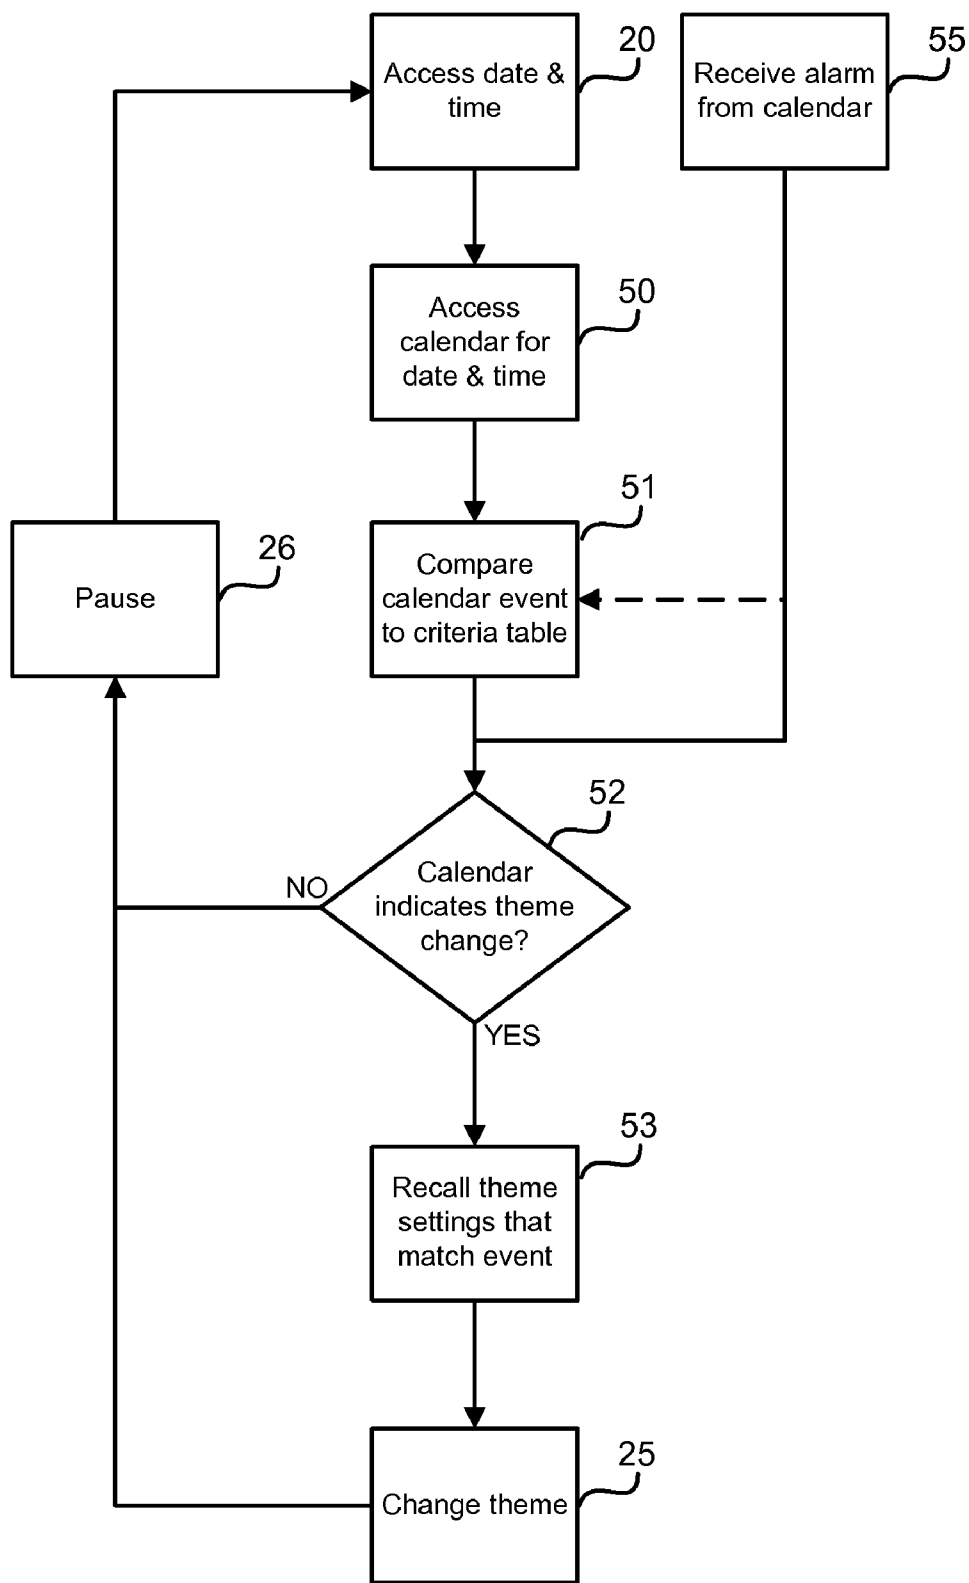 Access date &
time
20
Receive alarm
from calendar
55
Access
calendar for
date & time
50
Compare
calendar event
to criteria table
51
Pause
26
Calendar
indicates theme
change?
52
NO
YES
Recall theme
settings that
match event
53
Change theme
25